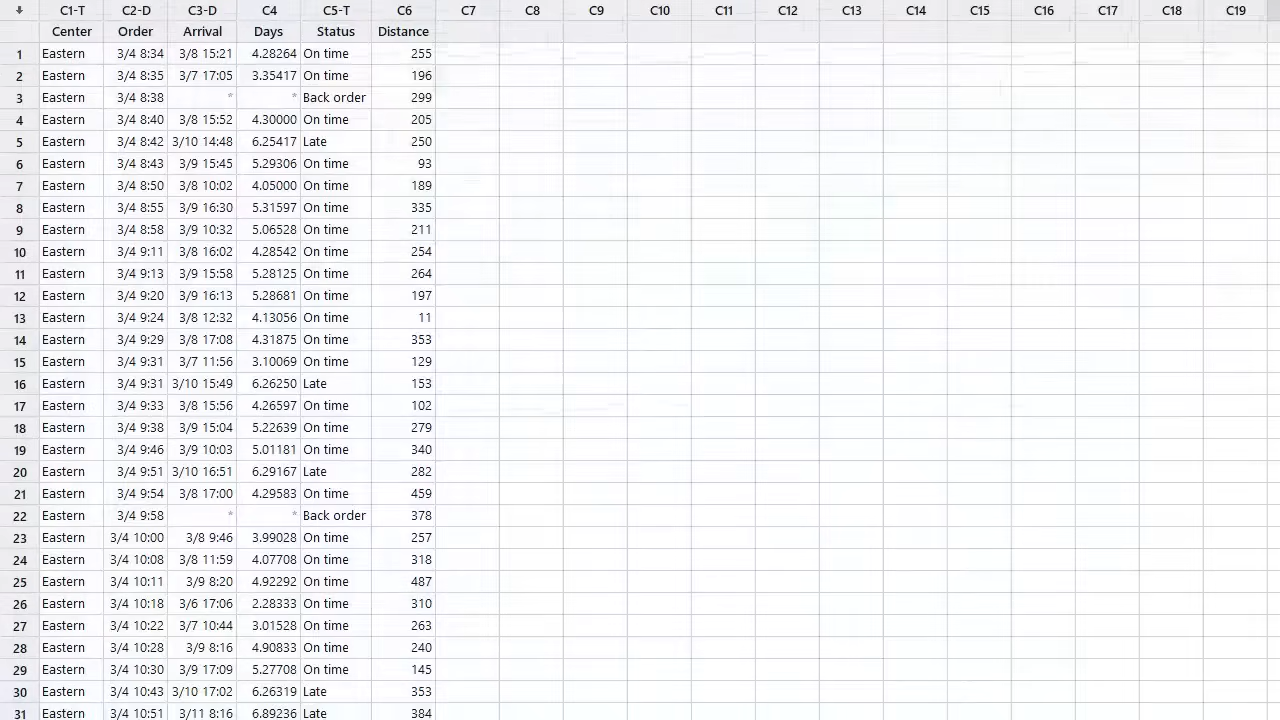 C1-T C2-D C3-D C4 C5-T C6 C7 C8 C9 C10 C11 C12 C13 C14 C15 C16 C17 C18 C19
Center Order Arrival Days Status Distance
1 Eastern 3/4 8:34 3/8 15:21 4.28264 On time 255
2 Eastern 3/4 8:35 3/7 17:05 3.35417 On time 196
3 Eastern 3/4 8:38 * * Back order 299
4 Eastern 3/4 8:40 3/8 15:52 4.30000 On time 205
5 Eastern 3/4 8:42 3/10 14:48 6.25417 Late 250
6 Eastern 3/4 8:43 3/9 15:45 5.29306 On time 93
7 Eastern 3/4 8:50 3/8 10:02 4.05000 On time 189
8 Eastern 3/4 8:55 3/9 16:30 5.31597 On time 335
9 Eastern 3/4 8:58 3/9 10:32 5.06528 On time 211
10 Eastern 3/4 9:11 3/8 16:02 4.28542 On time 254
11 Eastern 3/4 9:13 3/9 15:58 5.28125 On time 264
12 Eastern 3/4 9:20 3/9 16:13 5.28681 On time 197
13 Eastern 3/4 9:24 3/8 12:32 4.13056 On time 11
14 Eastern 3/4 9:29 3/8 17:08 4.31875 On time 353
15 Eastern 3/4 9:31 3/7 11:56 3.10069 On time 129
16 Eastern 3/4 9:31 3/10 15:49 6.26250 Late 153
17 Eastern 3/4 9:33 3/8 15:56 4.26597 On time 102
18 Eastern 3/4 9:38 3/9 15:04 5.22639 On time 279
19 Eastern 3/4 9:46 3/9 10:03 5.01181 On time 340
20 Eastern 3/4 9:51 3/10 16:51 6.29167 Late 282
21 Eastern 3/4 9:54 3/8 17:00 4.29583 On time 459
22 Eastern 3/4 9:58 * * Back order 378
23 Eastern 3/4 10:00 3/8 9:46 3.99028 On time 257
24 Eastern 3/4 10:08 3/8 11:59 4.07708 On time 318
25 Eastern 3/4 10:11 3/9 8:20 4.92292 On time 487
26 Eastern 3/4 10:18 3/6 17:06 2.28333 On time 310
27 Eastern 3/4 10:22 3/7 10:44 3.01528 On time 263
28 Eastern 3/4 10:28 3/9 8:16 4.90833 On time 240
29 Eastern 3/4 10:30 3/9 17:09 5.27708 On time 145
30 Eastern 3/4 10:43 3/10 17:02 6.26319 Late 353
31 Eastern 3/4 10:51 3/11 8:16 6.89236 Late 384